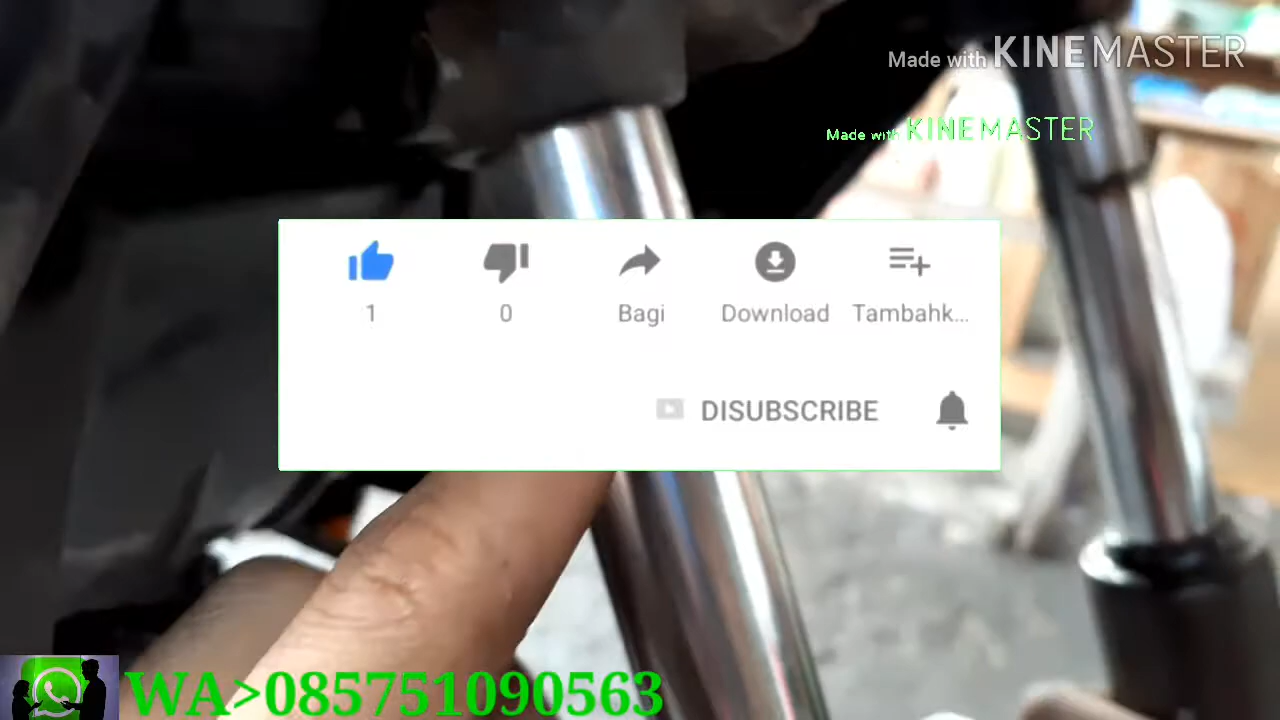 Made with KINEMASTER
Made with KINEMASTER
1 0 Bagi Download Tambahk...
DISUBSCRIBE
WA>085751090563